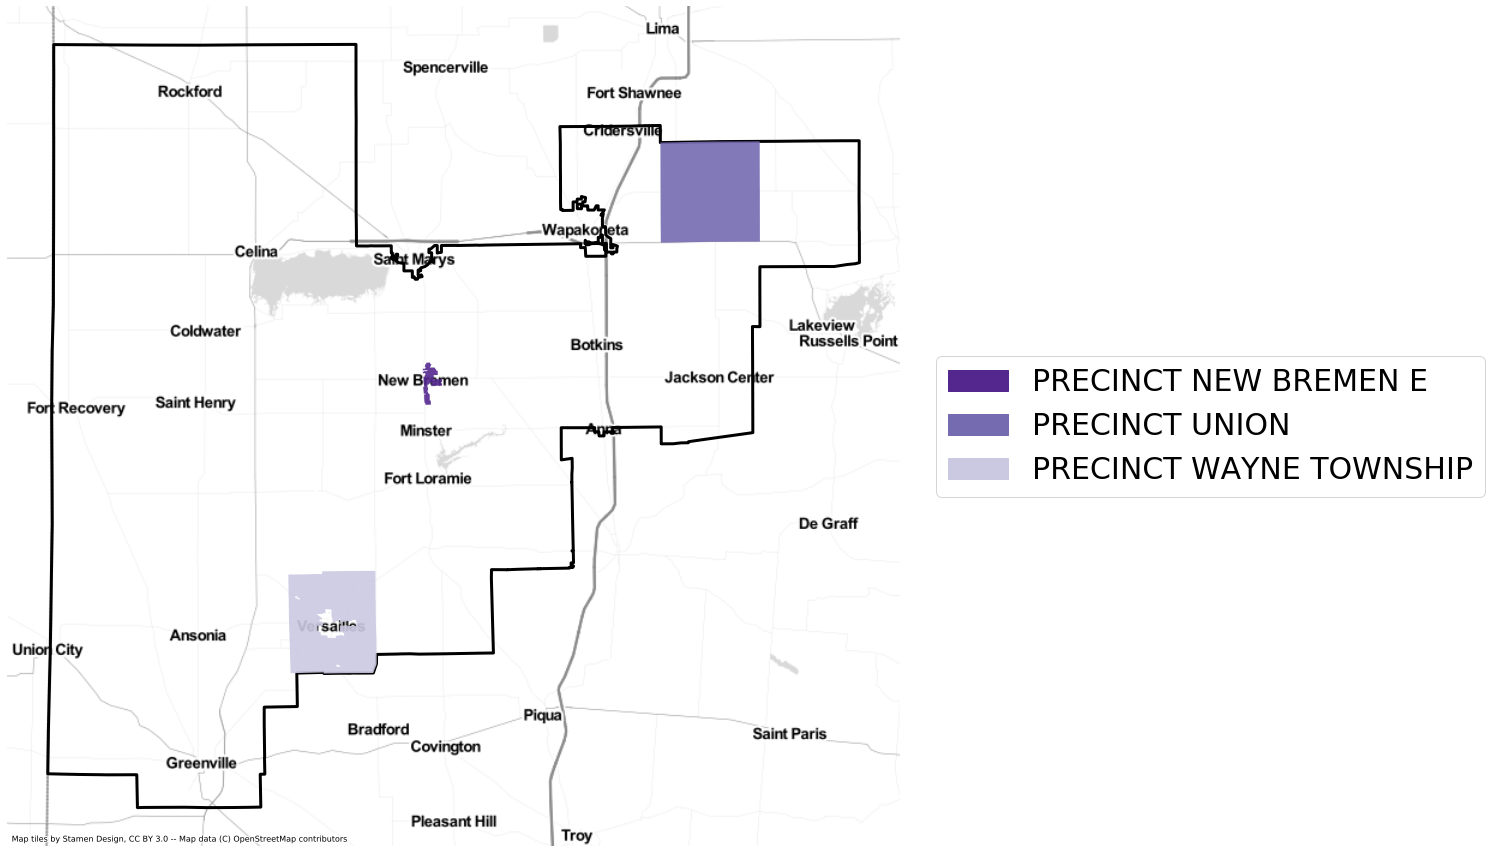 Lima
Spencerville
Rockford
Fort Shawnee
Cridersville
Wapakoneta
Celina
Saint Marys
Lakeview
Coldwater
Russells Point
Botkins
New Bremen
Jackson Center
Fort Recovery
Saint Henry
Minster
Anna
Fort Loramie
De Graff
Versailles
Ansonia
Union City
Piqua
Bradford
Saint Paris
Covington
Greenville
Pleasant Hill
Troy
Map tiles by Stamen Design, CC BY 3.0 -- Map data (C) OpenStreetMap contributors
PRECINCT NEW BREMEN E
PRECINCT UNION
PRECINCT WAYNE TOWNSHIP